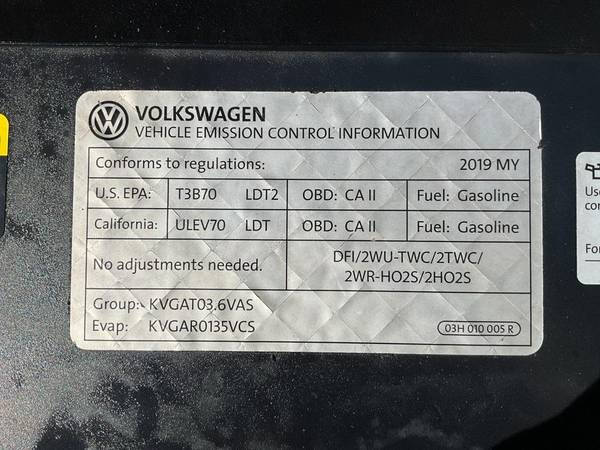 VOLKSWAGEN
VEHICLE EMISSION CONTROL INFORMATION
Conforms to regulations: 2019 MY
U.S. EPA: T3B70 LDT2 OBD: CA II Fuel: Gasoline
California: ULEV70 LDT OBD: CA II Fuel: Gasoline
No adjustments needed.
DFI/2WU-TWC/2TWC/
2WR-HO2S/2HO2S
Group: KVGAT03.6VAS
Evap: KVGAR0135VCS
03H 010 005 R
Use
For